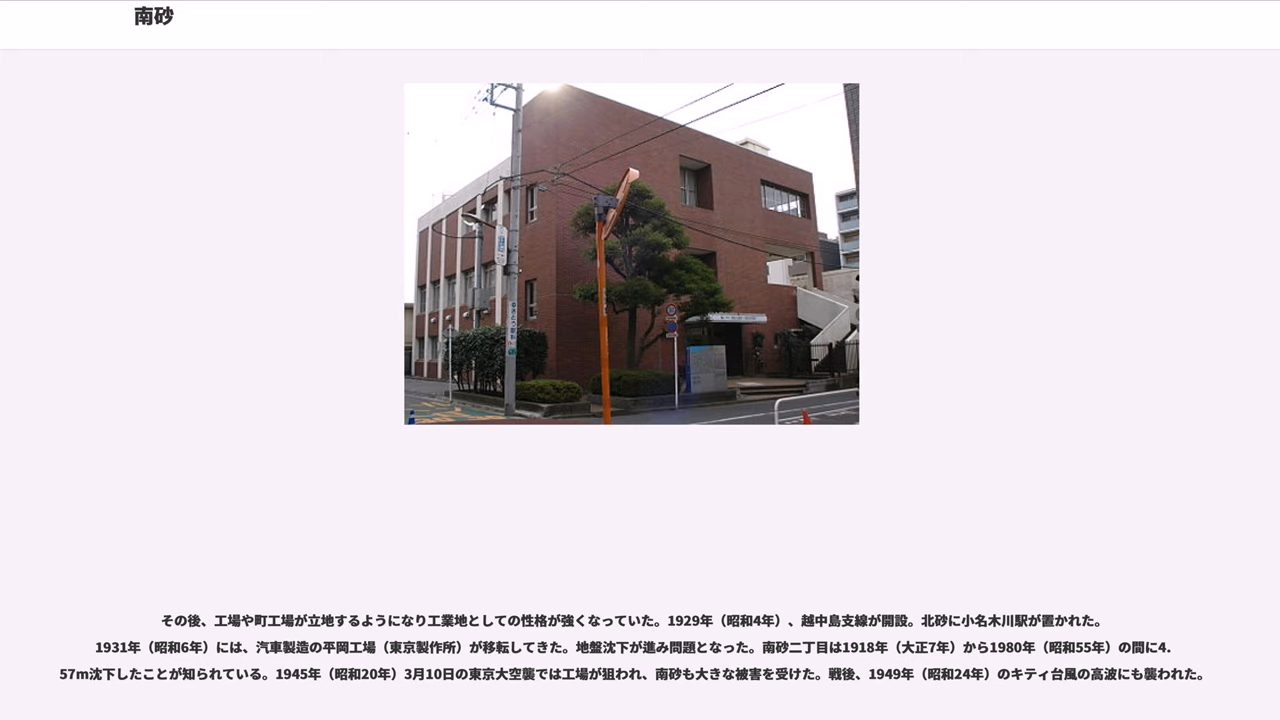 南砂
その後、工場や町工場が立地するようになり工業地としての性格が強くなっていた。1929年（昭和4年）、越中島支線が開設。北砂に小名木川駅が置かれた。
1931年（昭和6年）には、汽車製造の平岡工場（東京製作所）が移転してきた。地盤沈下が進み問題となった。南砂二丁目は1918年（大正7年）から1980年（昭和55年）の間に4.
57m沈下したことが知られている。1945年（昭和20年）3月10日の東京大空襲では工場が狙われ、南砂も大きな被害を受けた。戦後、1949年（昭和24年）のキティ台風の高波にも襲われた。